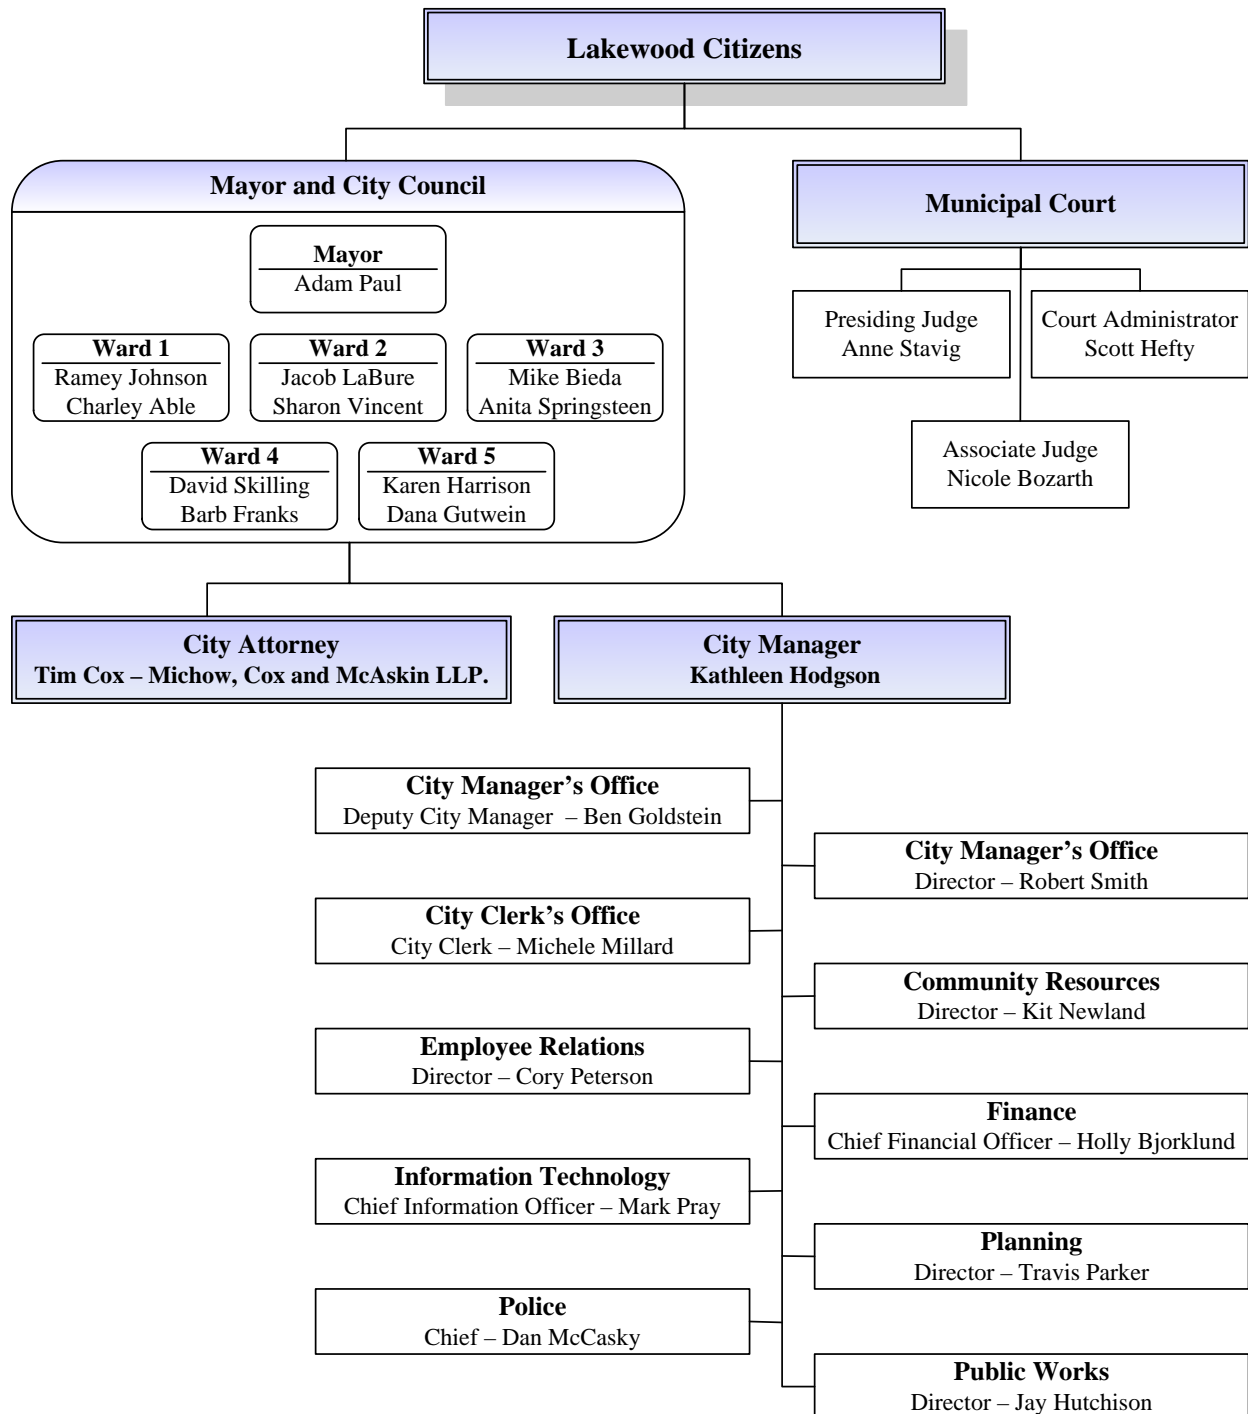 Lakewood Citizens
Mayor and City Council
Mayor
Adam Paul
Ward 1
Ramey Johnson
Charley Able
Ward 2
Jacob LaBure
Sharon Vincent
Ward 3
Mike Bieda
Anita Springsteen
Ward 4
David Skilling
Barb Franks
Ward 5
Karen Harrison
Dana Gutwein
Municipal Court
Presiding Judge
Anne Stavig
Court Administrator
Scott Hefty
Associate Judge
Nicole Bozarth
City Attorney
Tim Cox – Michow, Cox and McAskin LLP.
City Manager
Kathleen Hodgson
City Manager’s Office
Deputy City Manager – Ben Goldstein
City Manager’s Office
Director – Robert Smith
City Clerk’s Office
City Clerk – Michele Millard
Community Resources
Director – Kit Newland
Employee Relations
Director – Cory Peterson
Finance
Chief Financial Officer – Holly Bjorklund
Information Technology
Chief Information Officer – Mark Pray
Planning
Director – Travis Parker
Police
Chief – Dan McCasky
Public Works
Director – Jay Hutchison